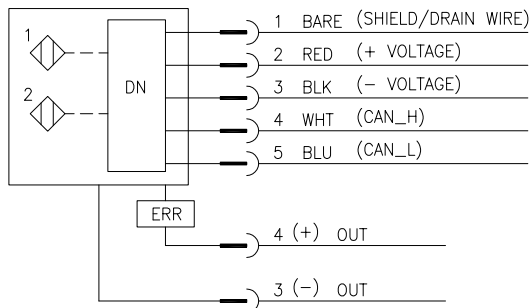 1 BARE (SHIELD/DRAIN WIRE)
1
2 RED (+ VOLTAGE)
DN
3 BLK (− VOLTAGE)
2
4 WHT (CAN_H)
5 BLU (CAN_L)
ERR
4 (+) OUT
3 (−) OUT